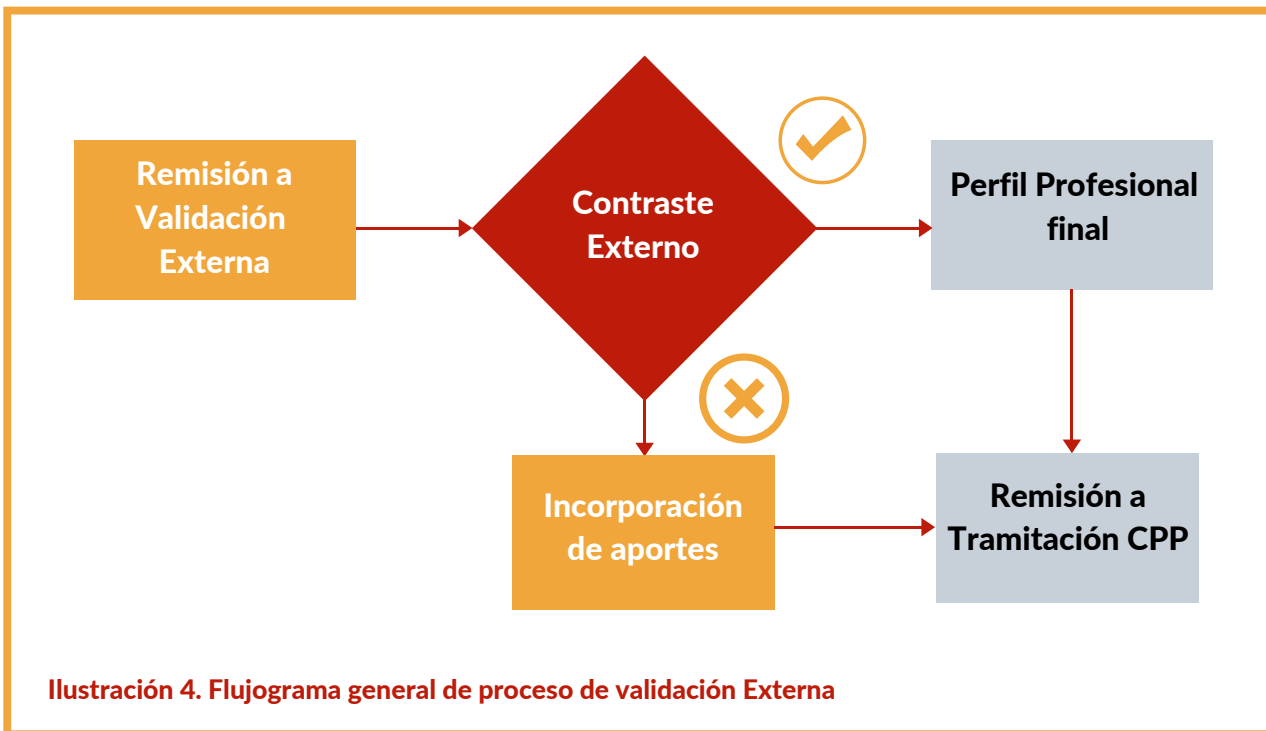 Remisión a
Validación
Externa
Contraste
Externo
Perfil Profesional
final
Incorporación
de aportes
Remisión a
Tramitación CPP
Ilustración 4. Flujograma general de proceso de validación Externa